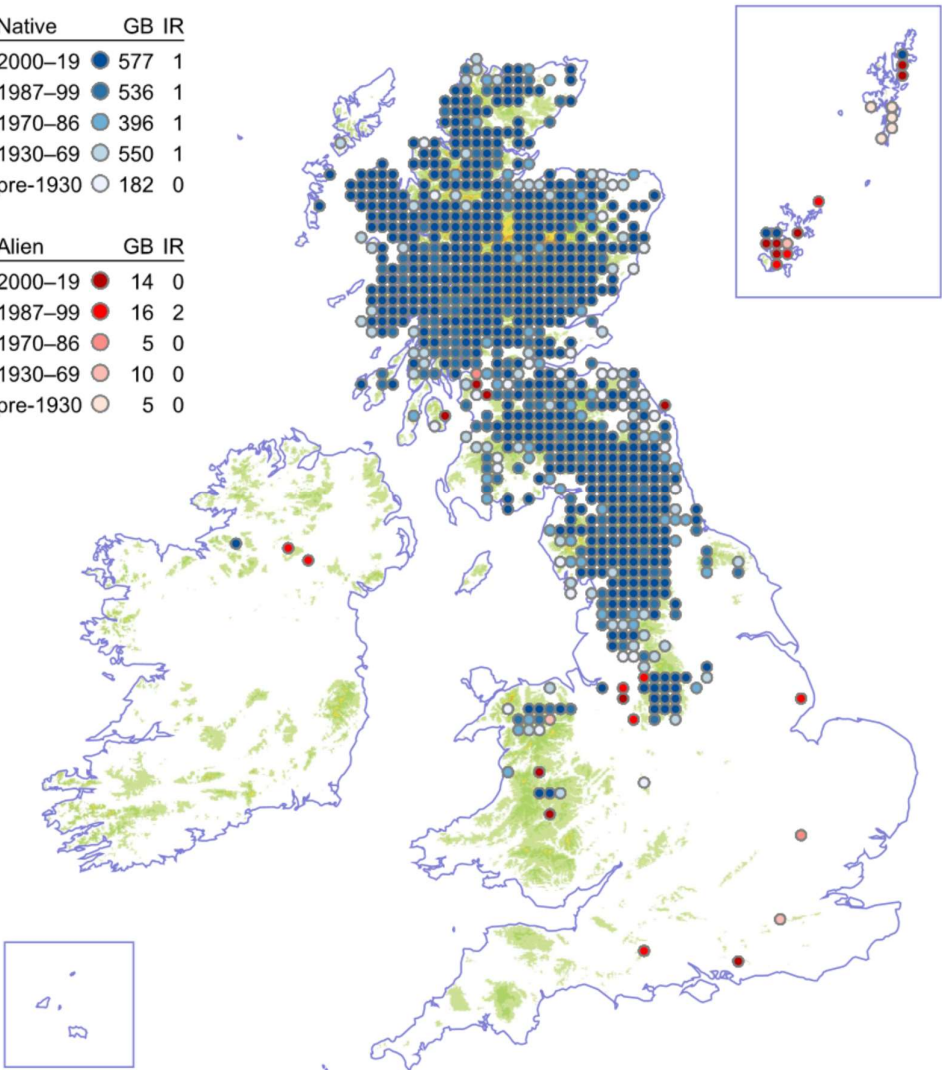 Native GB IR
2000–19 577 1
1987–99 536 1
1970–86 396 1
1930–69 550 1
pre-1930 182 0
Alien GB IR
2000–19 14 0
1987–99 16 2
1970–86 5 0
1930–69 10 0
pre-1930 5 0